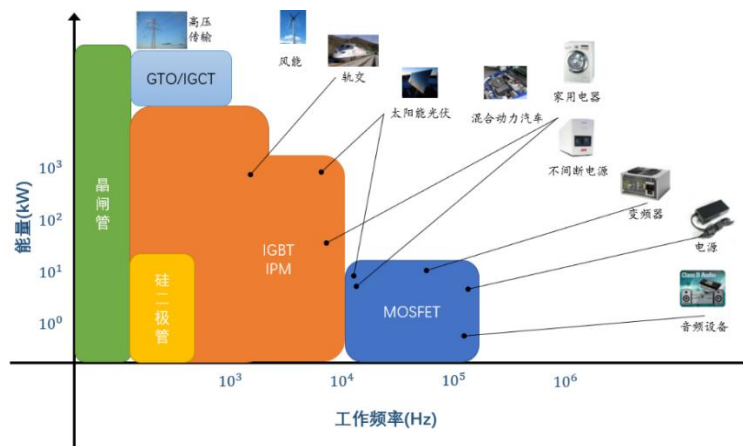 高压
传输
GTO/IGCT
风能
轨交
太阳能光伏
混合动力汽车
家用电器
不间断电源
变频器
电源
Class D Audio
音频设备
能量(kW)
10³
10²
10¹
10⁰
晶闸管
硅二极管
IGBT
IPM
MOSFET
10³
10⁴
10⁵
10⁶
工作频率(Hz)